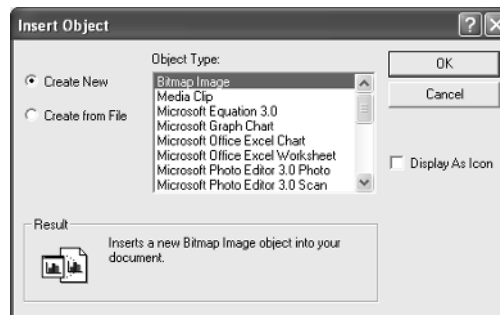 Insert Object
Object Type:
Create New
Create from File
Bitmap Image
Media Clip
Microsoft Equation 3.0
Microsoft Graph Chart
Microsoft Office Excel Chart
Microsoft Office Excel Worksheet
Microsoft Photo Editor 3.0 Photo
Microsoft Photo Editor 3.0 Scan
OK
Cancel
Display As Icon
Result
Inserts a new Bitmap Image object into your
document.